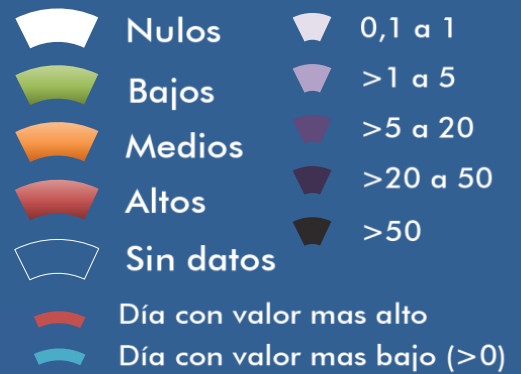 Nulos
Bajos
Medios
Altos
Sin datos
0,1 a 1
>1 a 5
>5 a 20
>20 a 50
>50
Día con valor mas alto
Día con valor mas bajo (>0)